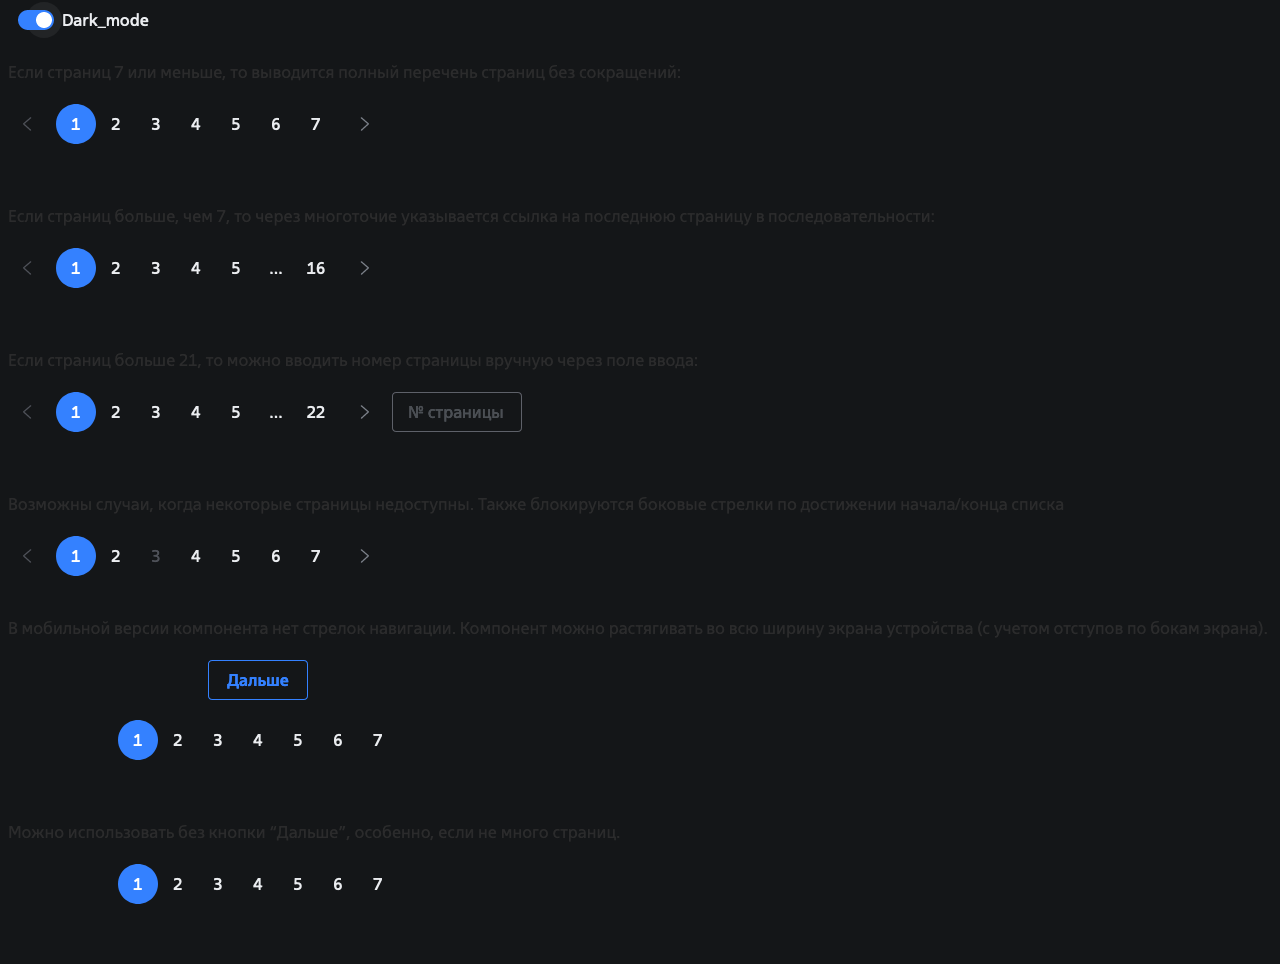 Dark_mode
Если страниц 7 или меньше, то выводится полный перечень страниц без сокращений:
1 2 3 4 5 6 7
Если страниц больше, чем 7, то через многоточие указывается ссылка на последнюю страницу в последовательности:
1 2 3 4 5 ... 16
Если страниц больше 21, то можно вводить номер страницы вручную через поле ввода:
1 2 3 4 5 ... 22 № страницы
Возможны случаи, когда некоторые страницы недоступны. Также блокируются боковые стрелки по достижении начала/конца списка
1 2 3 4 5 6 7
В мобильной версии компонента нет стрелок навигации. Компонент можно растягивать во всю ширину экрана устройства (с учетом отступов по бокам экрана).
Дальше
1 2 3 4 5 6 7
Можно использовать без кнопки “Дальше”, особенно, если не много страниц.
1 2 3 4 5 6 7